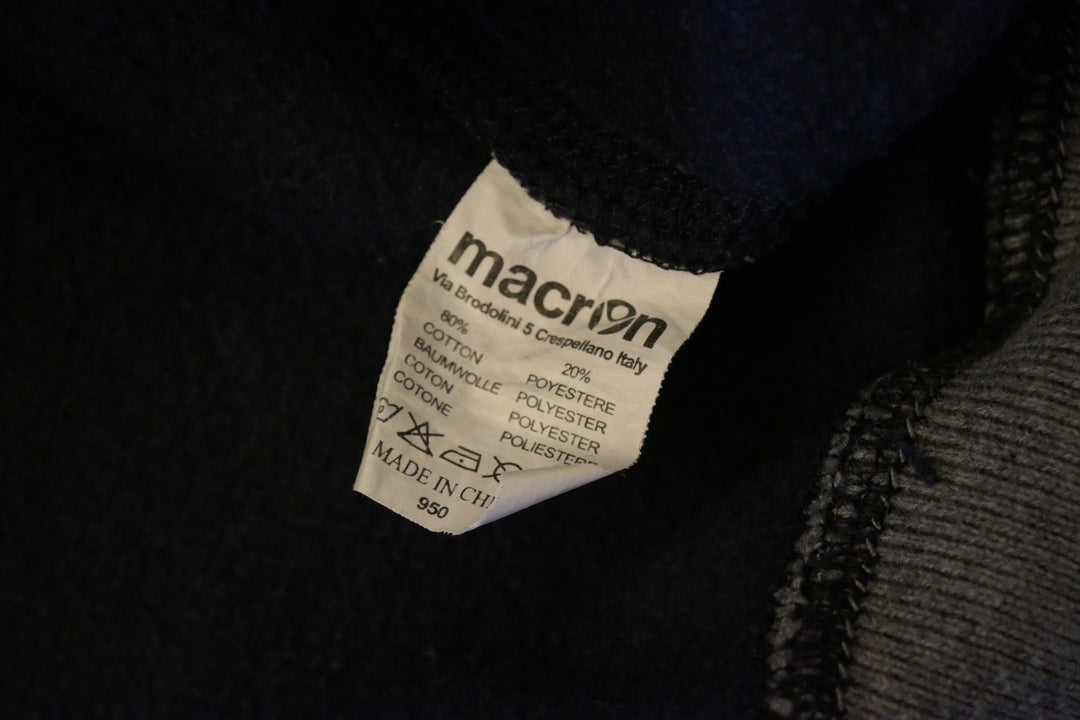 macron
Via Brodolini 5 Crespellano Italy
80%
COTTON
BAUMWOLLE
COTON
COTONE
20%
POYESTERE
POLYESTER
POLYESTER
POLIESTERE
MADE IN CHI
950